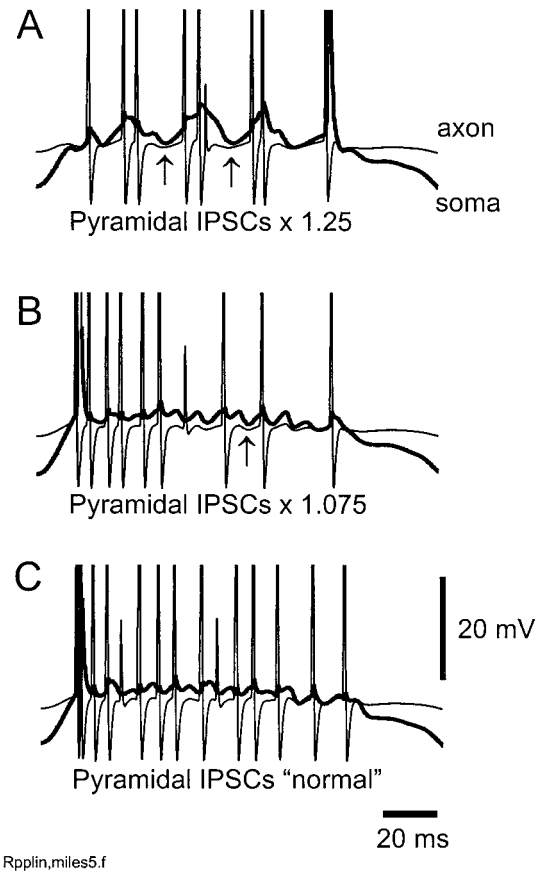 A
axon
soma
Pyramidal IPSCs x 1.25
B
Pyramidal IPSCs x 1.075
C
20 mV
Pyramidal IPSCs “normal”
20 ms
Rpplin,miles5.f